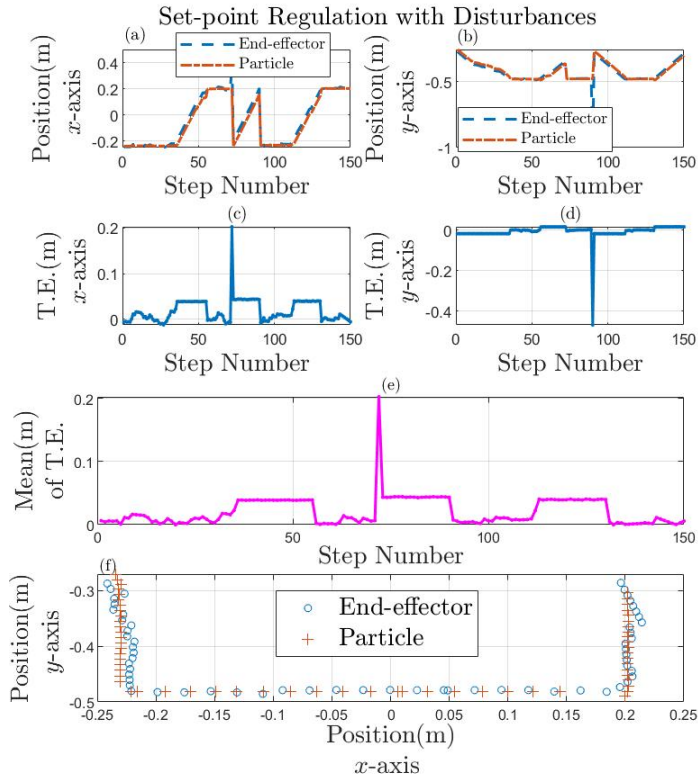 Set-point Regulation with Disturbances
(a)
End-effector
Particle
0.4
0.2
0
-0.2
0 50 100 150
Position(m)
x-axis
Step Number
(b)
-0.5
-1
End-effector
Particle
0 50 100 150
Position(m)
y-axis
Step Number
(c)
0.2
0.1
0
0 50 100 150
T.E.(m)
x-axis
Step Number
(d)
0
-0.2
-0.4
0 50 100 150
T.E.(m)
y-axis
Step Number
(e)
0.2
0.1
0
0 50 100 150
Mean(m)
of T.E.
Step Number
(f)
-0.3
-0.4
-0.5
End-effector
Particle
-0.25 -0.2 -0.15 -0.1 -0.05 0 0.05 0.1 0.15 0.2 0.25
Position(m)
y-axis
Position(m)
x-axis